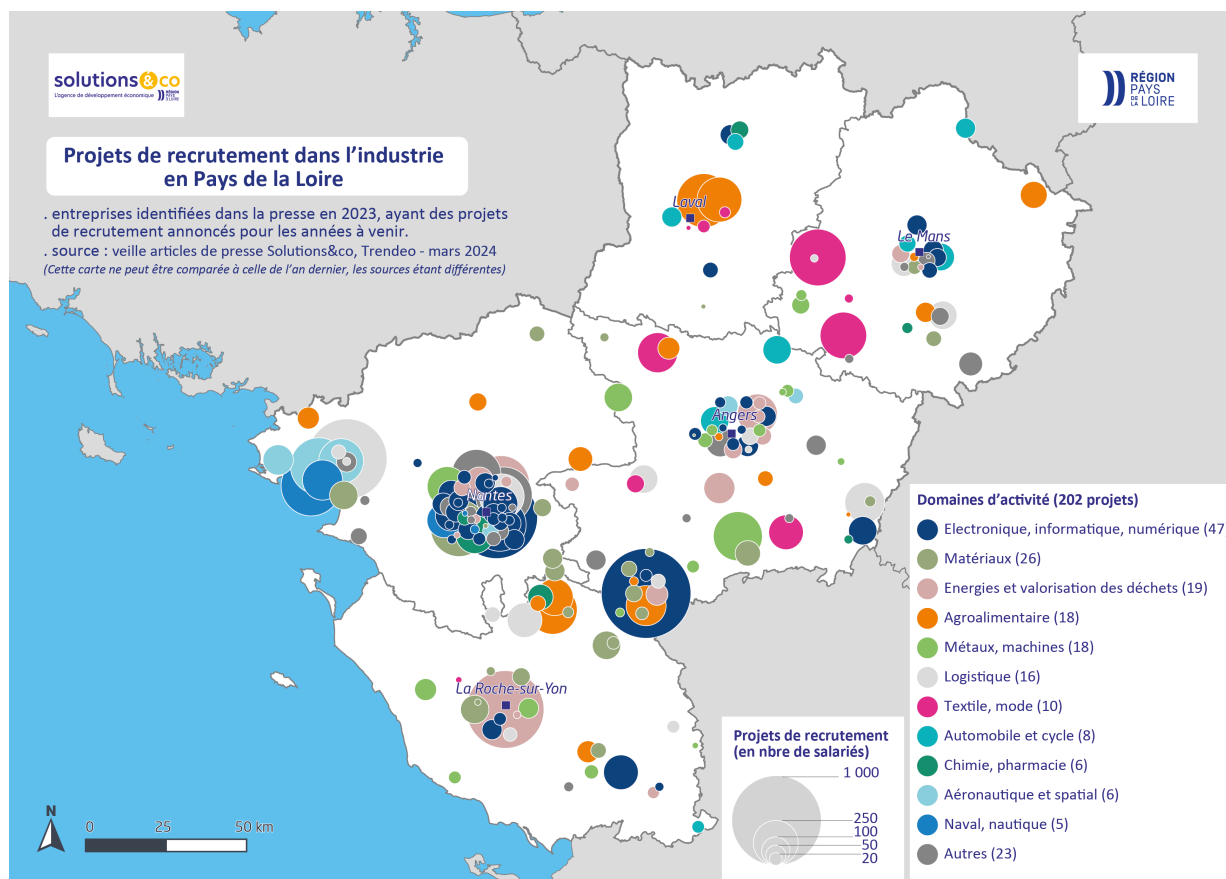 solutions&co
L'agence de développement économique
RÉGION
PAYS
DE LA LOIRE
RÉGION
PAYS
DE LA LOIRE
Projets de recrutement dans l'industrie
en Pays de la Loire
. entreprises identifiées dans la presse en 2023, ayant des projets
de recrutement annoncés pour les années à venir.
. source : veille articles de presse Solutions&co, Trendeo - mars 2024
(Cette carte ne peut être comparée à celle de l'an dernier, les sources étant différentes)
Laval
Le Mans
Angers
Nantes
La Roche-sur-Yon
Domaines d'activité (202 projets)
Electronique, informatique, numérique (47
Matériaux (26)
Energies et valorisation des déchets (19)
Agroalimentaire (18)
Métaux, machines (18)
Logistique (16)
Textile, mode (10)
Automobile et cycle (8)
Chimie, pharmacie (6)
Aéronautique et spatial (6)
Naval, nautique (5)
Autres (23)
Projets de recrutement
(en nbre de salariés)
1 000
250
100
50
20
N
0 25 50 km